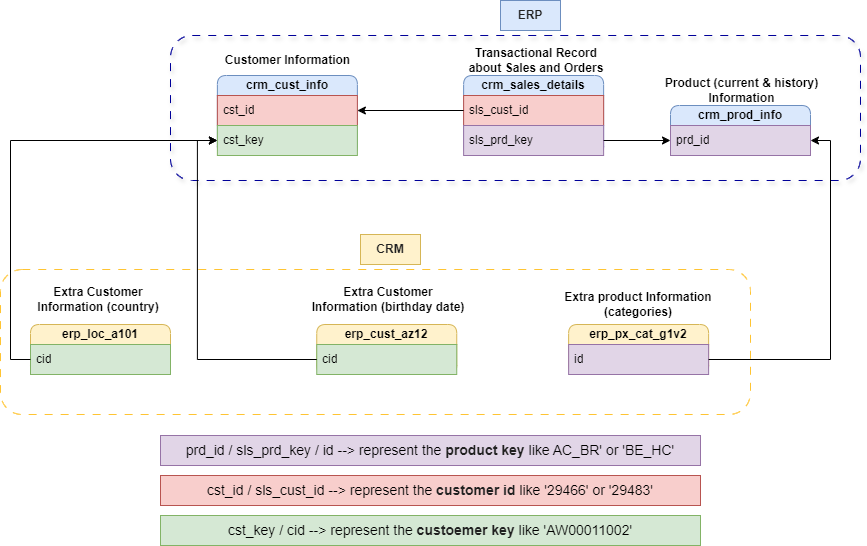 ERP
Customer Information
Transactional Record
about Sales and Orders
Product (current & history)
Information
crm_cust_info
crm_sales_details
crm_prod_info
cst_id
sls_cust_id
cst_key
sls_prd_key
prd_id
CRM
Extra Customer
Information (country)
Extra Customer
Information (birthday date)
Extra product Information
(categories)
erp_loc_a101
erp_cust_az12
erp_px_cat_g1v2
cid
cid
id
prd_id / sls_prd_key / id --> represent the product key like AC_BR' or 'BE_HC'
cst_id / sls_cust_id --> represent the customer id like '29466' or '29483'
cst_key / cid --> represent the custoemer key like 'AW00011002'